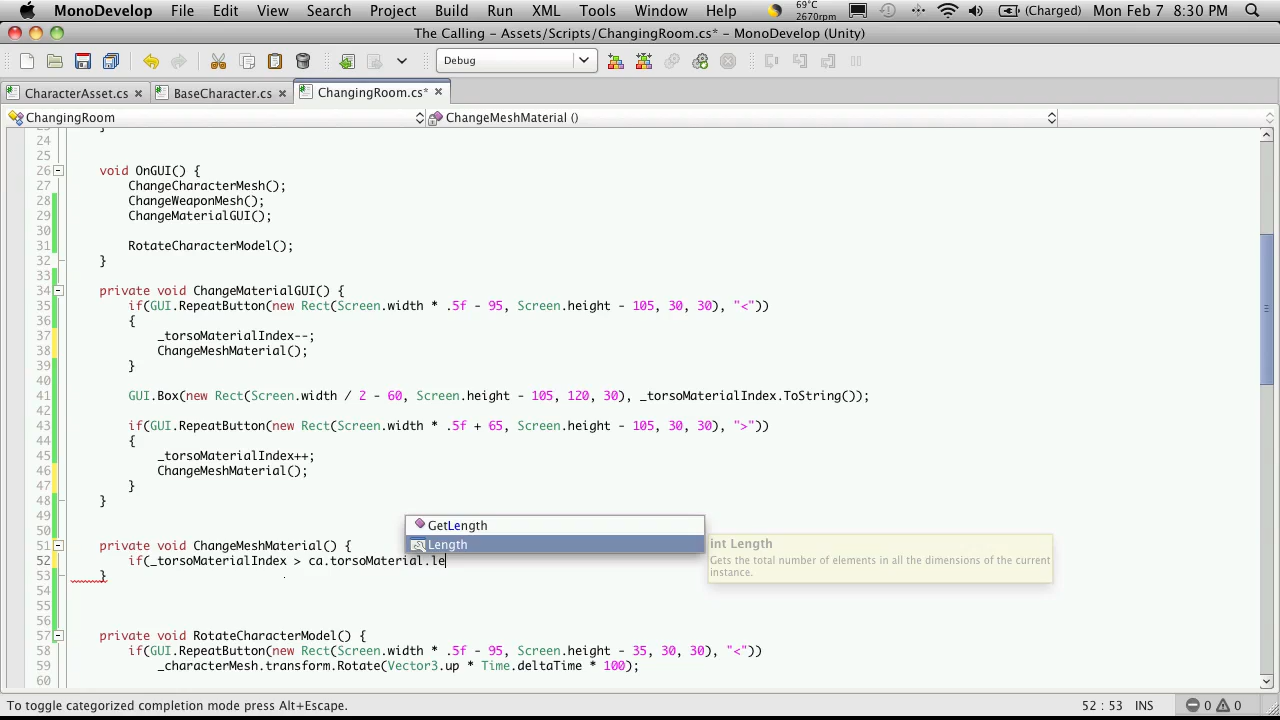 MonoDevelop File Edit View Search Project Build Run XML Tools Window Help 69°C 2670rpm (Charged) Mon Feb 7 8:30 PM
The Calling – Assets/Scripts/ChangingRoom.cs* – MonoDevelop (Unity)
Debug
CharacterAsset.cs × BaseCharacter.cs × ChangingRoom.cs* ×
ChangingRoom ChangeMeshMaterial ()
23 }
24
25
26 void OnGUI() {
27 ChangeCharacterMesh();
28 ChangeWeaponMesh();
29 ChangeMaterialGUI();
30
31 RotateCharacterModel();
32 }
33
34 private void ChangeMaterialGUI() {
35 if(GUI.RepeatButton(new Rect(Screen.width * .5f - 95, Screen.height - 105, 30, 30), "<"))
36 {
37 _torsoMaterialIndex--;
38 ChangeMeshMaterial();
39 }
40
41 GUI.Box(new Rect(Screen.width / 2 - 60, Screen.height - 105, 120, 30), _torsoMaterialIndex.ToString());
42
43 if(GUI.RepeatButton(new Rect(Screen.width * .5f + 65, Screen.height - 105, 30, 30), ">"))
44 {
45 _torsoMaterialIndex++;
46 ChangeMeshMaterial();
47 }
48 }
49
50
GetLength
Length
int Length
Gets the total number of elements in all the dimensions of the current
instance.
51 private void ChangeMeshMaterial() {
52 if(_torsoMaterialIndex > ca.torsoMaterial.le
53 }
54
55
56
57 private void RotateCharacterModel() {
58 if(GUI.RepeatButton(new Rect(Screen.width * .5f - 95, Screen.height - 35, 30, 30), "<"))
59 _characterMesh.transform.Rotate(Vector3.up * Time.deltaTime * 100);
60
To toggle categorized completion mode press Alt+Escape. 52 : 53 INS 0 0